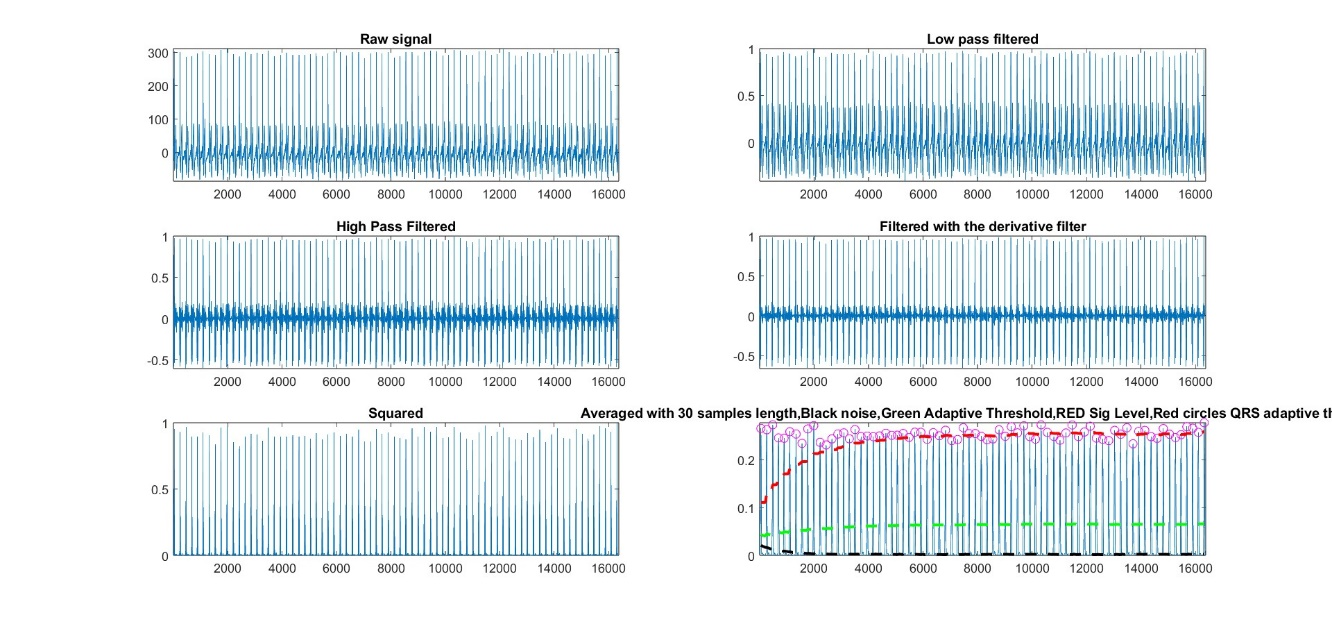 Raw signal
300
200
100
0
2000 4000 6000 8000 10000 12000 14000 16000
Low pass filtered
1
0.5
0
2000 4000 6000 8000 10000 12000 14000 16000
High Pass Filtered
1
0.5
0
-0.5
2000 4000 6000 8000 10000 12000 14000 16000
Filtered with the derivative filter
1
0.5
0
-0.5
2000 4000 6000 8000 10000 12000 14000 16000
Squared
1
0.5
0
2000 4000 6000 8000 10000 12000 14000 16000
Averaged with 30 samples length,Black noise,Green Adaptive Threshold,RED Sig Level,Red circles QRS adaptive th
0.2
0.1
0
2000 4000 6000 8000 10000 12000 14000 16000